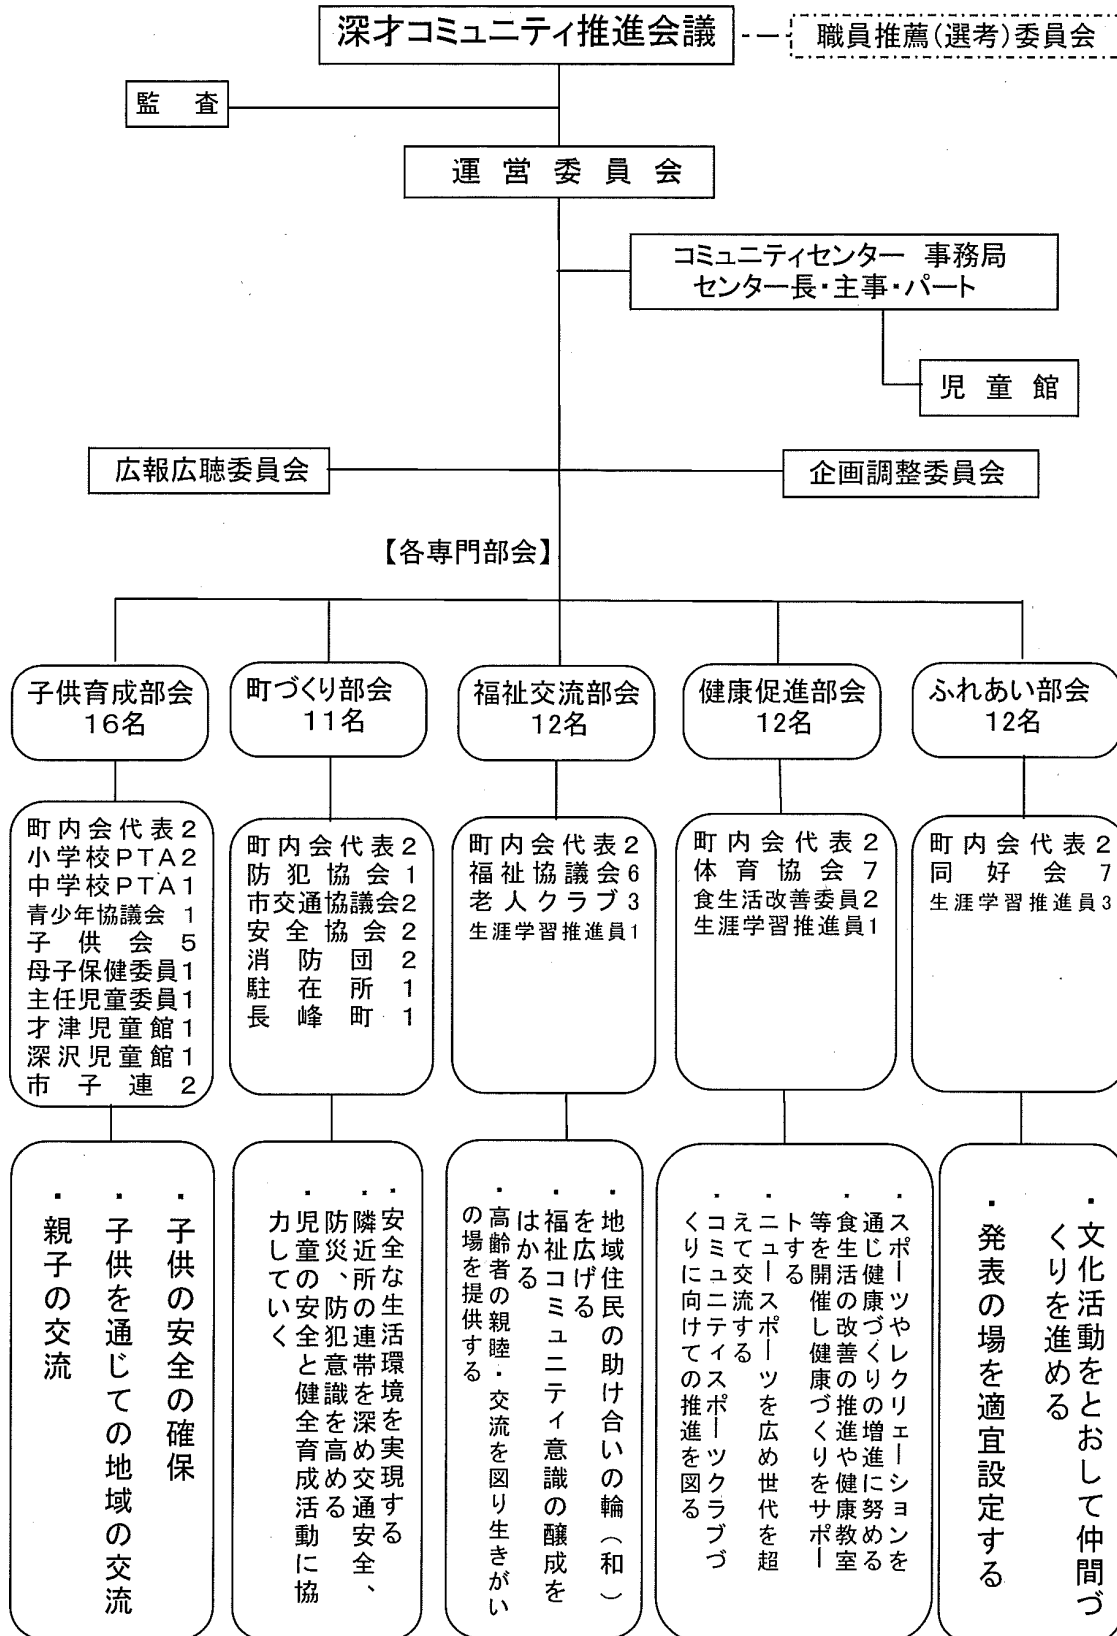 深才コミュニティ推進会議
職員推薦(選考)委員会
監　査
運営委員会
コミュニティセンター　事務局
センター長・主事・パート
児童館
広報広聴委員会
企画調整委員会
【各専門部会】
子供育成部会
16名
町づくり部会
11名
福祉交流部会
12名
健康促進部会
12名
ふれあい部会
12名
町内会代表2
小学校PTA2
中学校PTA1
青少年協議会 1
子供会 5
母子保健委員1
主任児童委員1
才津児童館1
深沢児童館1
市子連 2
町内会代表2
防犯協会 1
市交通協議会2
安全協会 2
消防団 2
駐在所 1
長峰町 1
町内会代表2
福祉協議会6
老人クラブ 3
生涯学習推進員1
町内会代表2
体育協会 7
食生活改善委員2
生涯学習推進員1
町内会代表2
同好会 7
生涯学習推進員3
・子供の安全の確保
・子供を通じての地域の交流
・親子の交流
・安全な生活環境を実現する
・隣近所の連帯を深め交通安全、
防災、防犯意識を高める
・児童の安全と健全育成活動に協
力していく
・地域住民の助け合いの輪(和)
を広げる
・福祉コミュニティ意識の醸成を
はかる
・高齢者の親睦・交流を図り生きがい
の場を提供する
・スポーツやレクリェーションを
通じ健康づくりの増進に努める
・食生活の改善の推進や健康教室
等を開催し健康づくりをサポー
トする
・ニュースポーツを広め世代を超
えて交流する
・コミュニティスポーツクラブづ
くりに向けての推進を図る
・文化活動をとおして仲間づ
くりを進める
・発表の場を適宜設定する